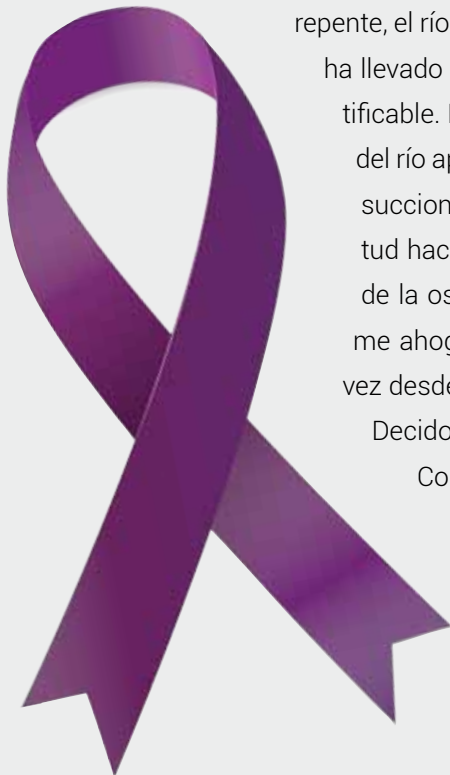 repente, el río
ha llevado
tificable.
del río
succion
tud hac
de la os
me ahog
vez desde
Decido
Co